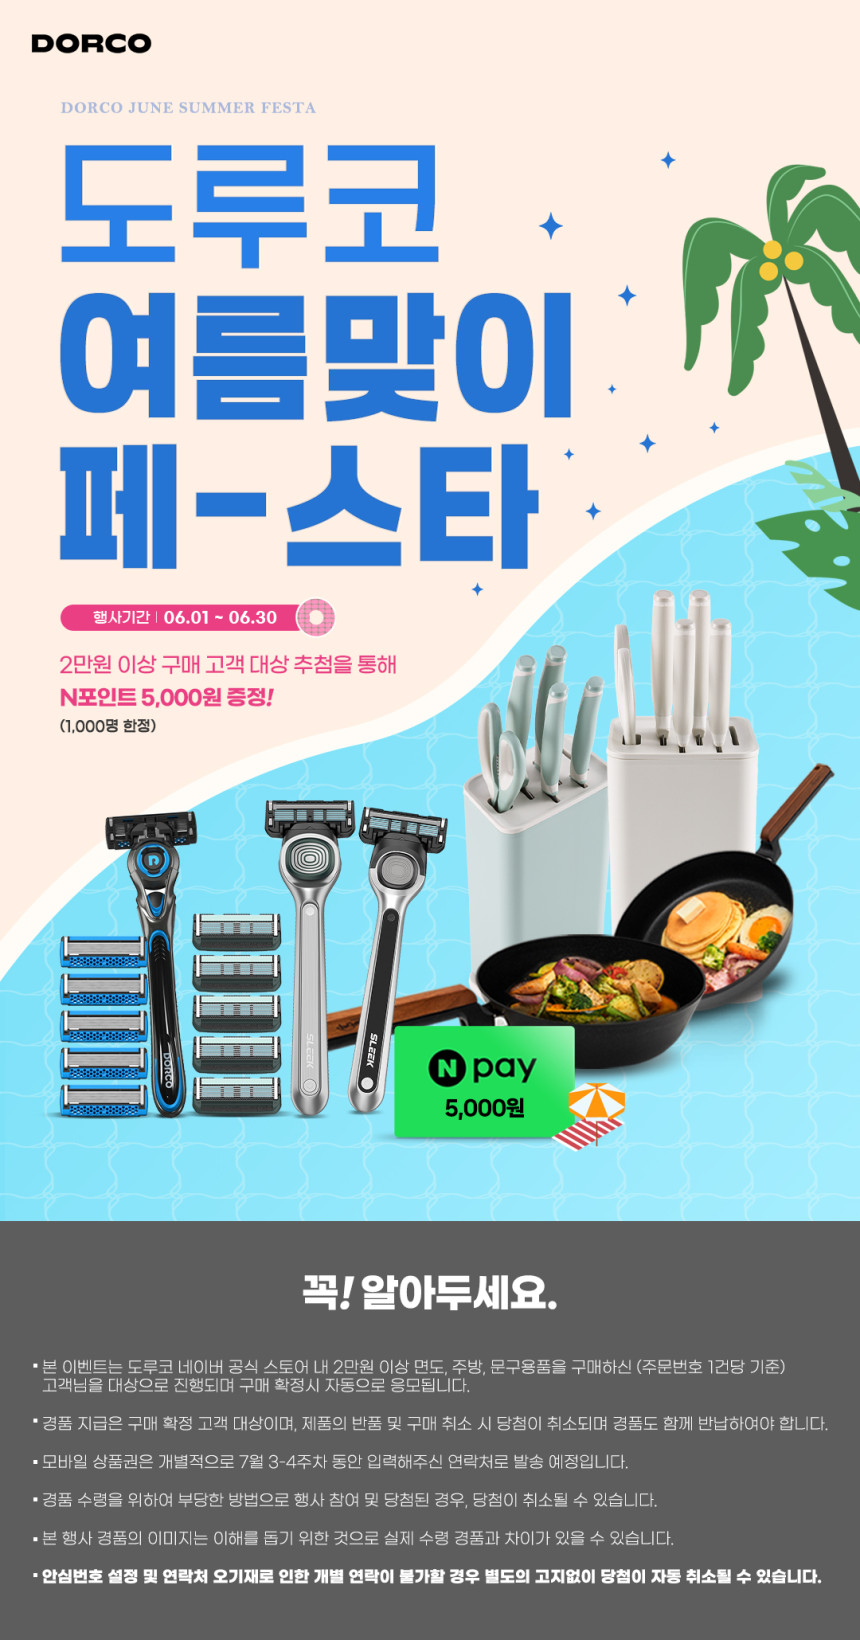 DORCO
DORCO JUNE SUMMER FESTA
도루코
여름맞이
페-스타
행사기간 | 06.01 ~ 06.30
2만원 이상 구매 고객 대상 추첨을 통해
N포인트 5,000원 증정!
(1,000명 한정)
DORCO
SLEEK
SLEEK
N pay
5,000원
꼭! 알아두세요.
▪ 본 이벤트는 도루코 네이버 공식 스토어 내 2만원 이상 면도, 주방, 문구용품을 구매하신 (주문번호 1건당 기준)
고객님을 대상으로 진행되며 구매 확정시 자동으로 응모됩니다.
▪ 경품 지급은 구매 확정 고객 대상이며, 제품의 반품 및 구매 취소 시 당첨이 취소되며 경품도 함께 반납하여야 합니다.
▪ 모바일 상품권은 개별적으로 7월 3-4주차 동안 입력해주신 연락처로 발송 예정입니다.
▪ 경품 수령을 위하여 부당한 방법으로 행사 참여 및 당첨된 경우, 당첨이 취소될 수 있습니다.
▪ 본 행사 경품의 이미지는 이해를 돕기 위한 것으로 실제 수령 경품과 차이가 있을 수 있습니다.
▪ 안심번호 설정 및 연락처 오기재로 인한 개별 연락이 불가할 경우 별도의 고지없이 당첨이 자동 취소될 수 있습니다.